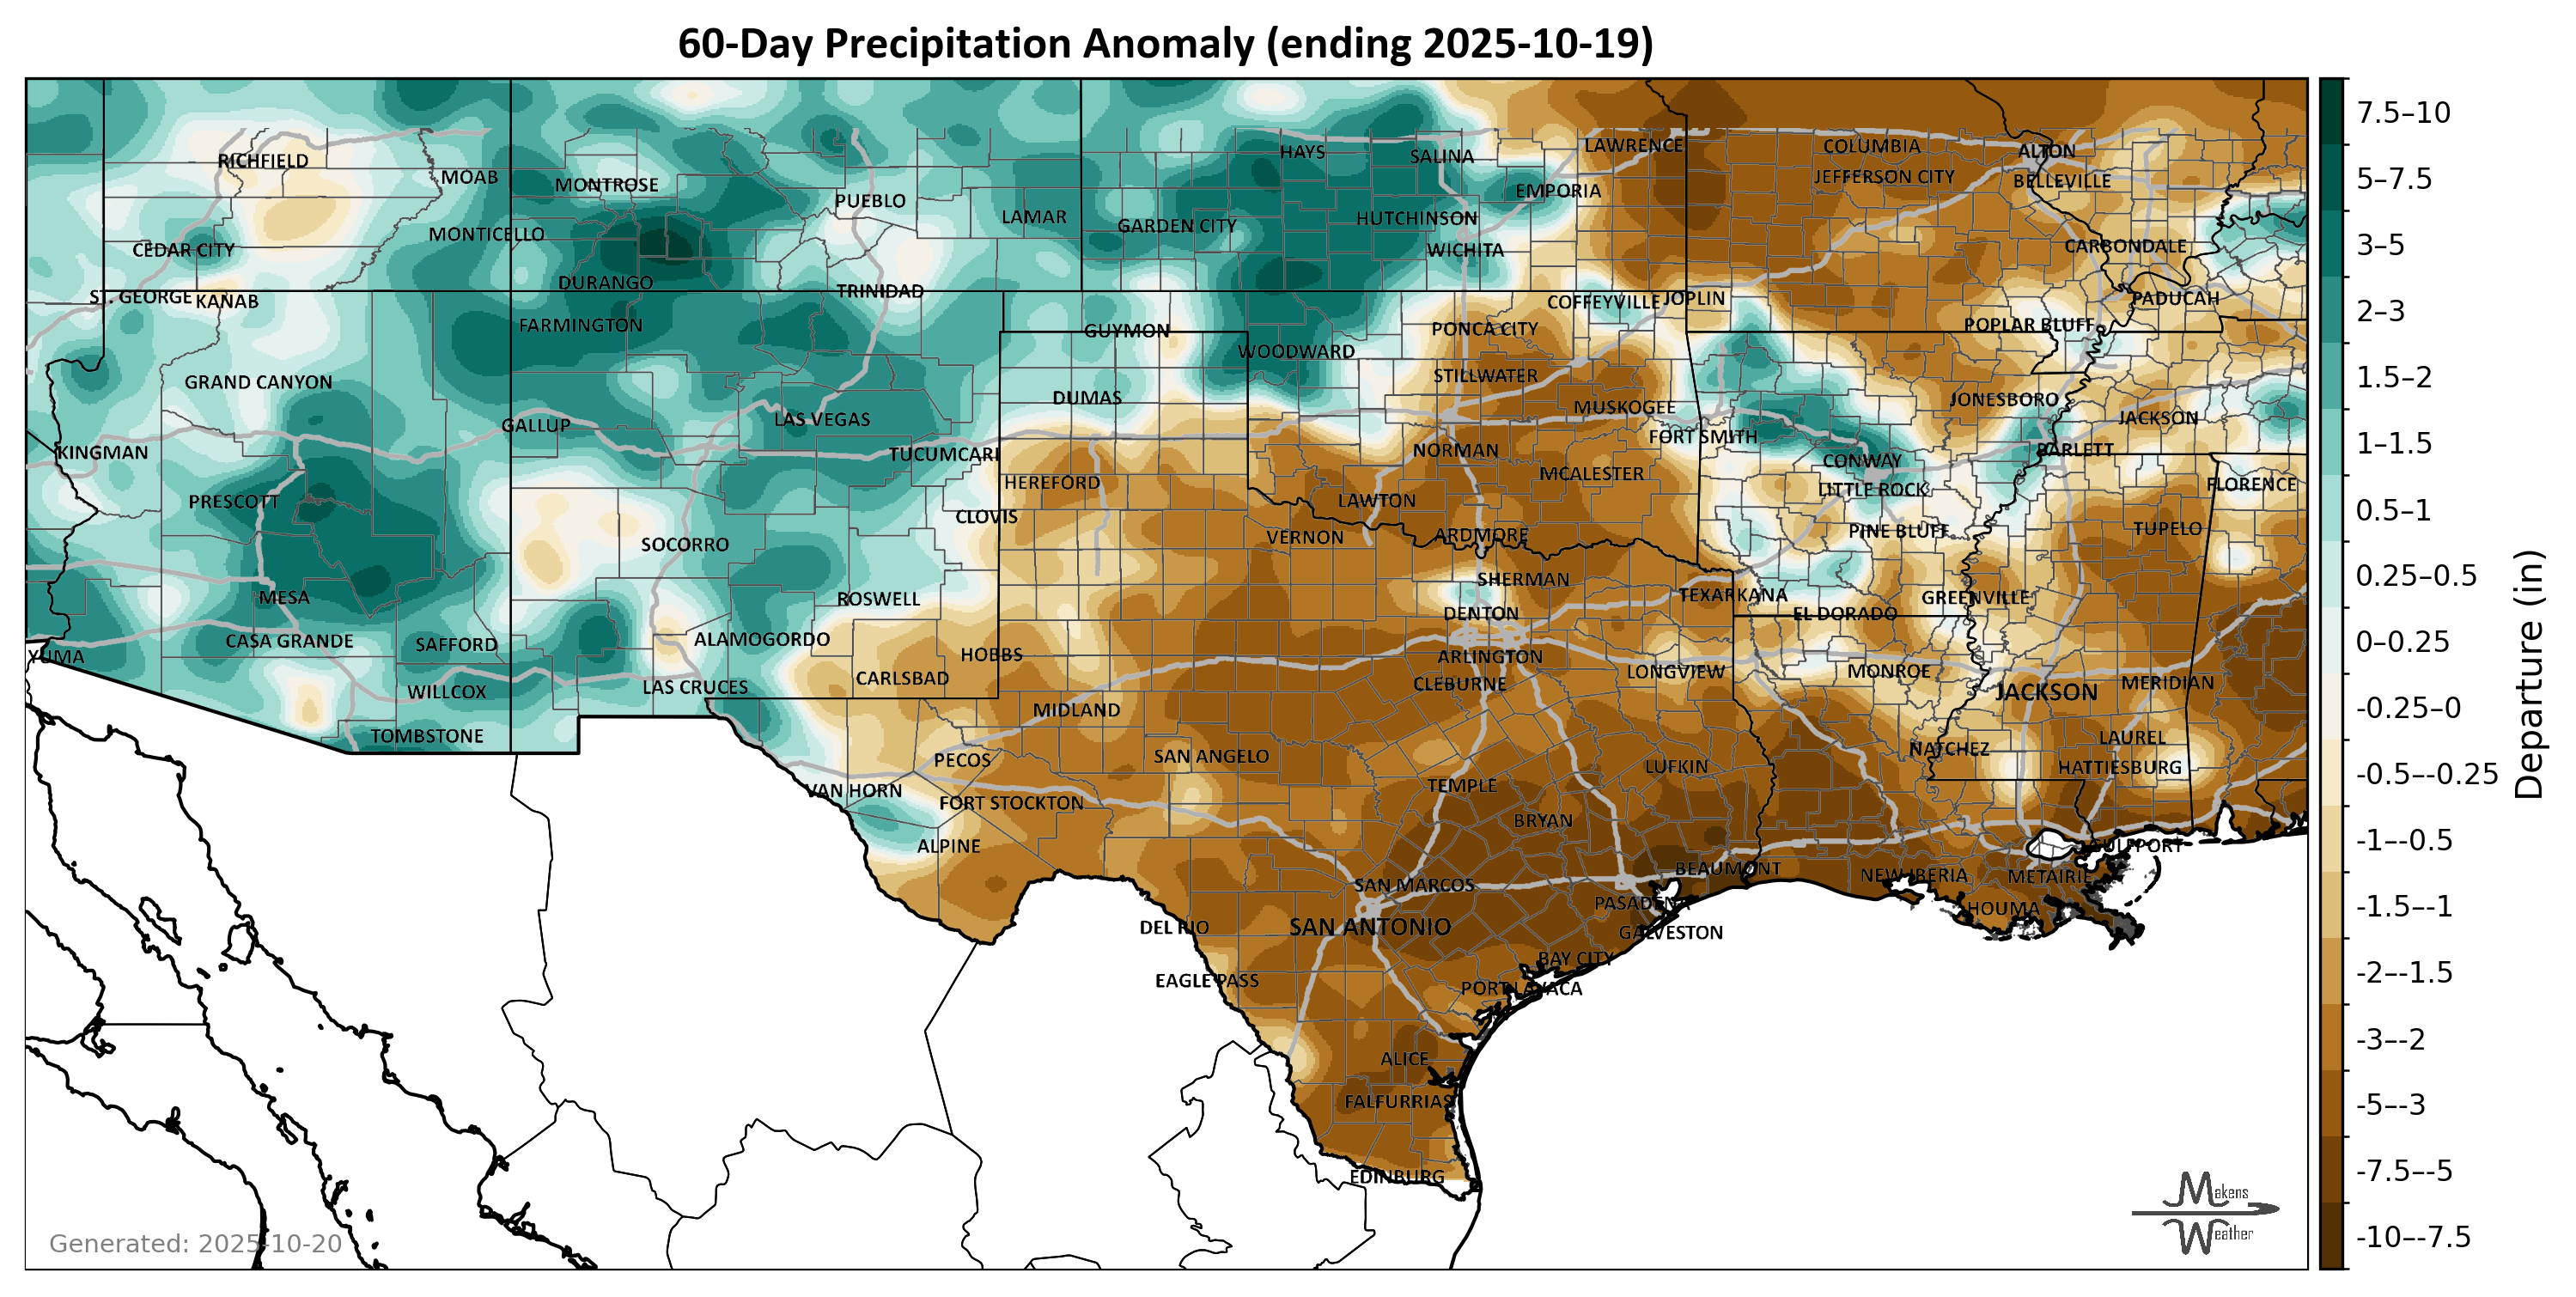 60-Day Precipitation Anomaly (ending 2025-10-19)
RICHFIELD
MOAB
MONTROSE
PUEBLO
LAMAR
HAYS
SALINA
LAWRENCE
COLUMBIA
ALTON
JEFFERSON CITY
BELLEVILLE
EMPORIA
CEDAR CITY
MONTICELLO
GARDEN CITY
HUTCHINSON
WICHITA
CARBONDALE
ST. GEORGE
KANAB
DURANGO
TRINIDAD
COFFEYVILLE
JOPLIN
PADUCAH
FARMINGTON
GUYMON
PONCA CITY
POPLAR BLUFF
WOODWARD
GRAND CANYON
DUMAS
STILLWATER
MUSKOGEE
JONESBORO
JACKSON
GALLUP
LAS VEGAS
FORT SMITH
KINGMAN
TUCUMCARI
NORMAN
CONWAY
BARLETT
PRESCOTT
HEREFORD
MCALESTER
LITTLE ROCK
FLORENCE
CLOVIS
LAWTON
SOCORRO
VERNON
ARDMORE
PINE BLUFF
TUPELO
MESA
ROSWELL
SHERMAN
TEXARKANA
GREENVILLE
CASA GRANDE
SAFFORD
ALAMOGORDO
DENTON
EL DORADO
YUMA
HOBBS
ARLINGTON
LAS CRUCES
CARLSBAD
CLEBURNE
LONGVIEW
MONROE
WILLCOX
MIDLAND
JACKSON
MERIDIAN
TOMBSTONE
PECOS
SAN ANGELO
LUFKIN
NATCHEZ
LAUREL
VAN HORN
FORT STOCKTON
TEMPLE
HATTIESBURG
ALPINE
BRYAN
GULFPORT
SAN MARCOS
BEAUMONT
NEW IBERIA
METAIRIE
DEL RIO
SAN ANTONIO
PASADENA
HOUMA
GALVESTON
EAGLE PASS
BAY CITY
PORT LAVACA
ALICE
FALFURRIAS
EDINBURG
7.5–10
5–7.5
3–5
2–3
1.5–2
1–1.5
0.5–1
0.25–0.5
0–0.25
-0.25–0
-0.5–-0.25
-1–-0.5
-1.5–-1
-2–-1.5
-3–-2
-5–-3
-7.5–-5
-10–-7.5
Departure (in)
Generated: 2025-10-20
Makens
Weather